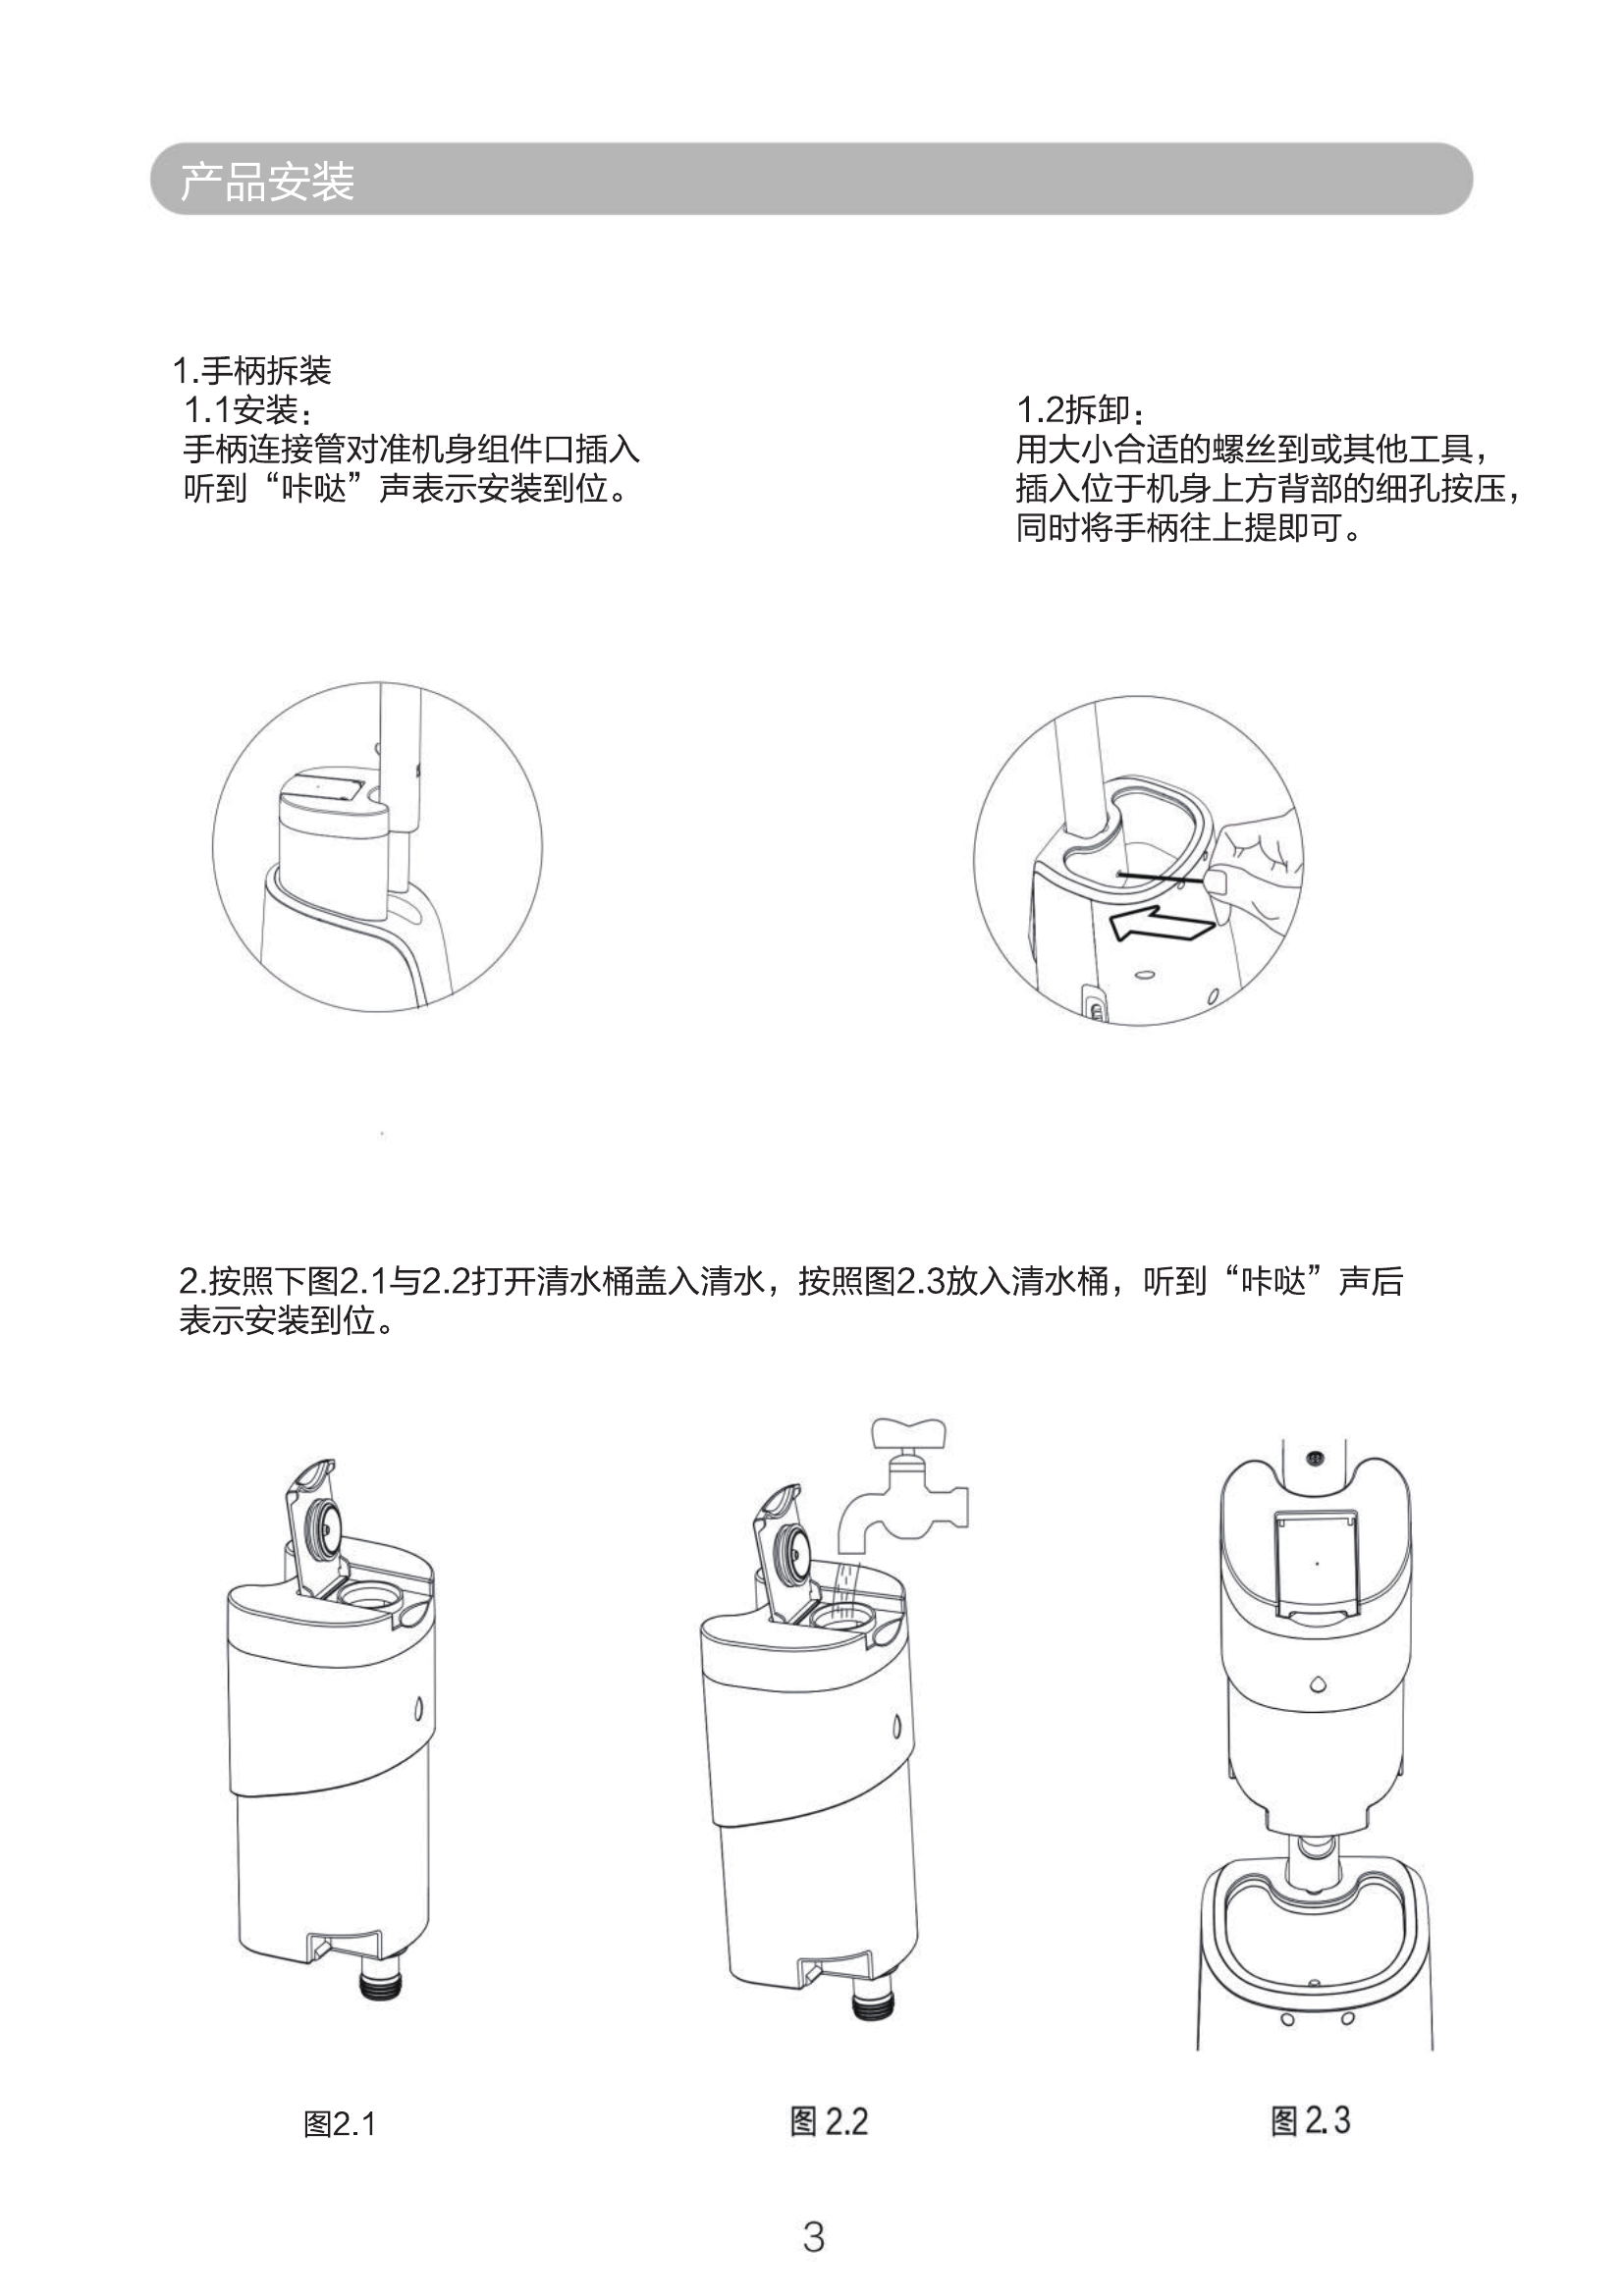 产品安装
1.手柄拆装
1.1安装：
手柄连接管对准机身组件口插入
听到“咔哒”声表示安装到位。
1.2拆卸：
用大小合适的螺丝到或其他工具，
插入位于机身上方背部的细孔按压，
同时将手柄往上提即可。
2.按照下图2.1与2.2打开清水桶盖入清水，按照图2.3放入清水桶，听到“咔哒”声后
表示安装到位。
图2.1
图 2.2
图 2.3
3